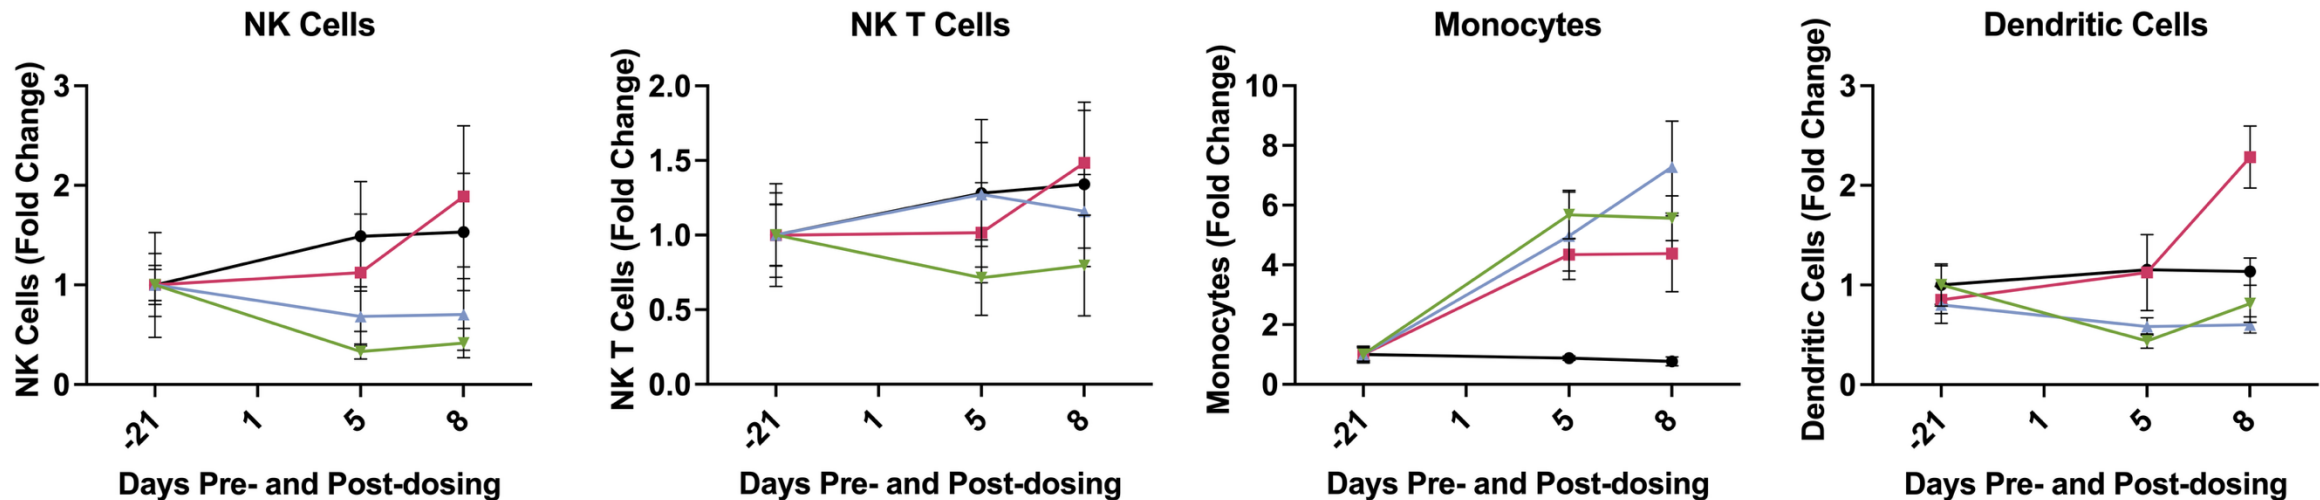 NK Cells
NK Cells (Fold Change)
3
2
1
0
-21
1
5
8
Days Pre- and Post-dosing
NK T Cells
NK T Cells (Fold Change)
2.0
1.5
1.0
0.5
0.0
-21
1
5
8
Days Pre- and Post-dosing
Monocytes
Monocytes (Fold Change)
10
8
6
4
2
0
-21
1
5
8
Days Pre- and Post-dosing
Dendritic Cells
Dendritic Cells (Fold Change)
3
2
1
0
-21
1
5
8
Days Pre- and Post-dosing